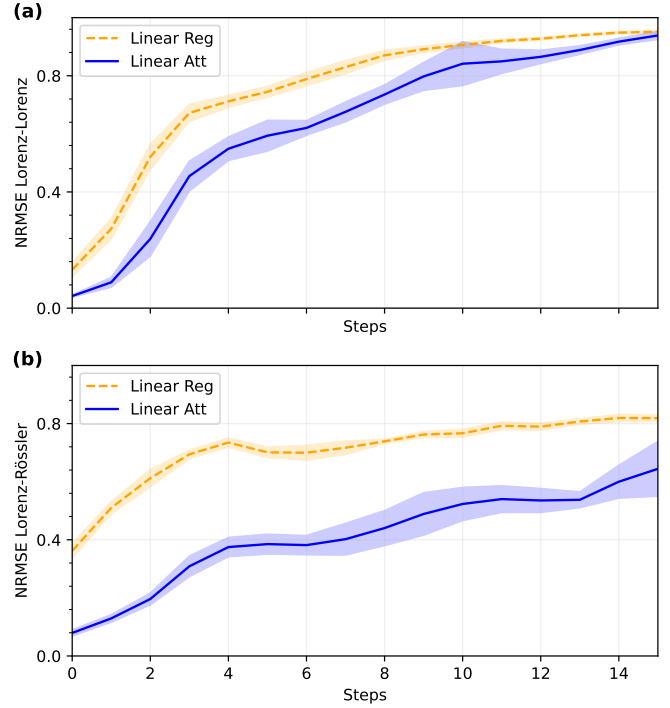 (a)
Linear Reg
Linear Att
NRMSE Lorenz-Lorenz
0.8
0.4
0.0
Steps
(b)
Linear Reg
Linear Att
NRMSE Lorenz-Rössler
0.8
0.4
0.0
0 2 4 6 8 10 12 14
Steps